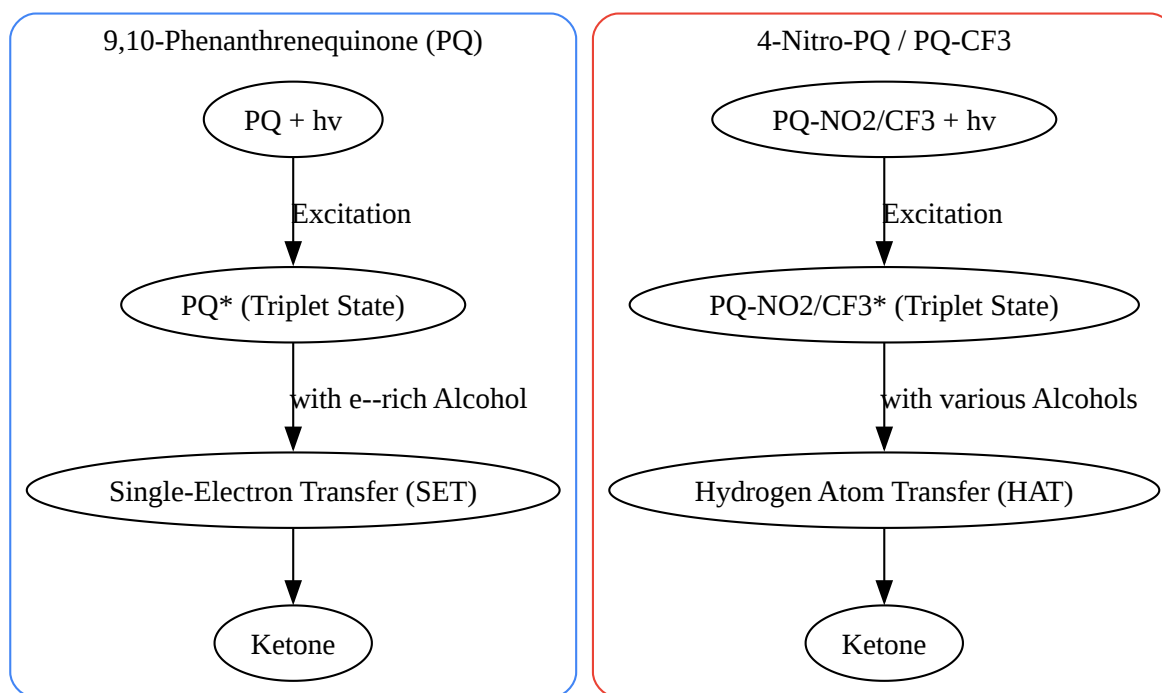 9,10-Phenanthrenequinone (PQ)
PQ + hv
Excitation
PQ* (Triplet State)
with e--rich Alcohol
Single-Electron Transfer (SET)
Ketone
4-Nitro-PQ / PQ-CF3
PQ-NO2/CF3 + hv
Excitation
PQ-NO2/CF3* (Triplet State)
with various Alcohols
Hydrogen Atom Transfer (HAT)
Ketone